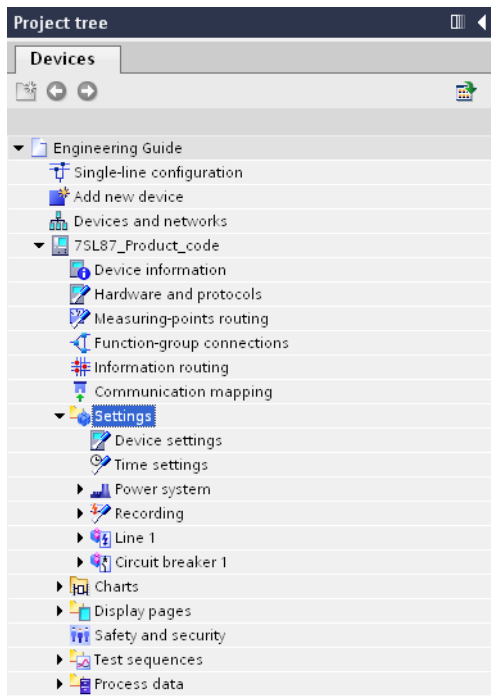 Project tree
Devices
Engineering Guide
Single-line configuration
Add new device
Devices and networks
7SL87_Product_code
Device information
Hardware and protocols
Measuring-points routing
Function-group connections
Information routing
Communication mapping
Settings
Device settings
Time settings
Power system
Recording
Line 1
Circuit breaker 1
Charts
Display pages
Safety and security
Test sequences
Process data